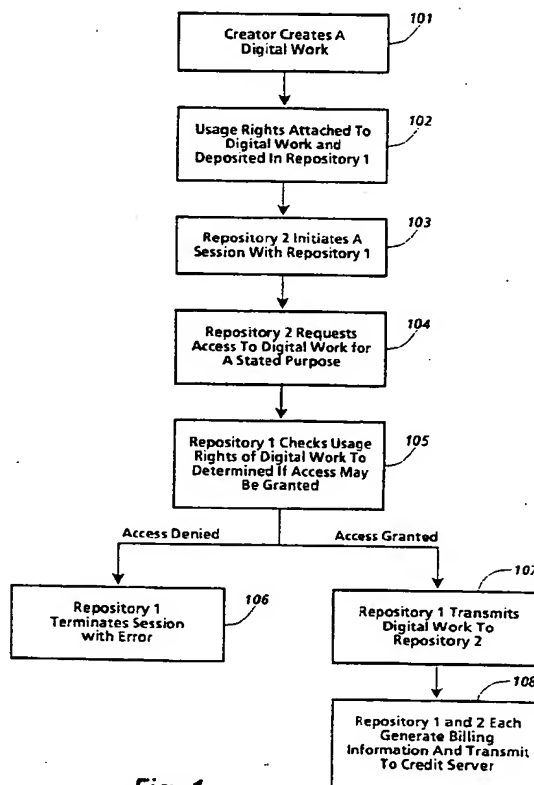 101
Creator Creates A
Digital Work
102
Usage Rights Attached To
Digital Work and
Deposited In Repository 1
103
Repository 2 Initiates A
Session With Repository 1
104
Repository 2 Requests
Access To Digital Work for
A Stated Purpose
105
Repository 1 Checks Usage
Rights of Digital Work To
Determined If Access May
Be Granted
Access Denied
Access Granted
106
Repository 1
Terminates Session
with Error
107
Repository 1 Transmits
Digital Work To
Repository 2
108
Repository 1 and 2 Each
Generate Billing
Information And Transmit
To Credit Server
Fig. 1